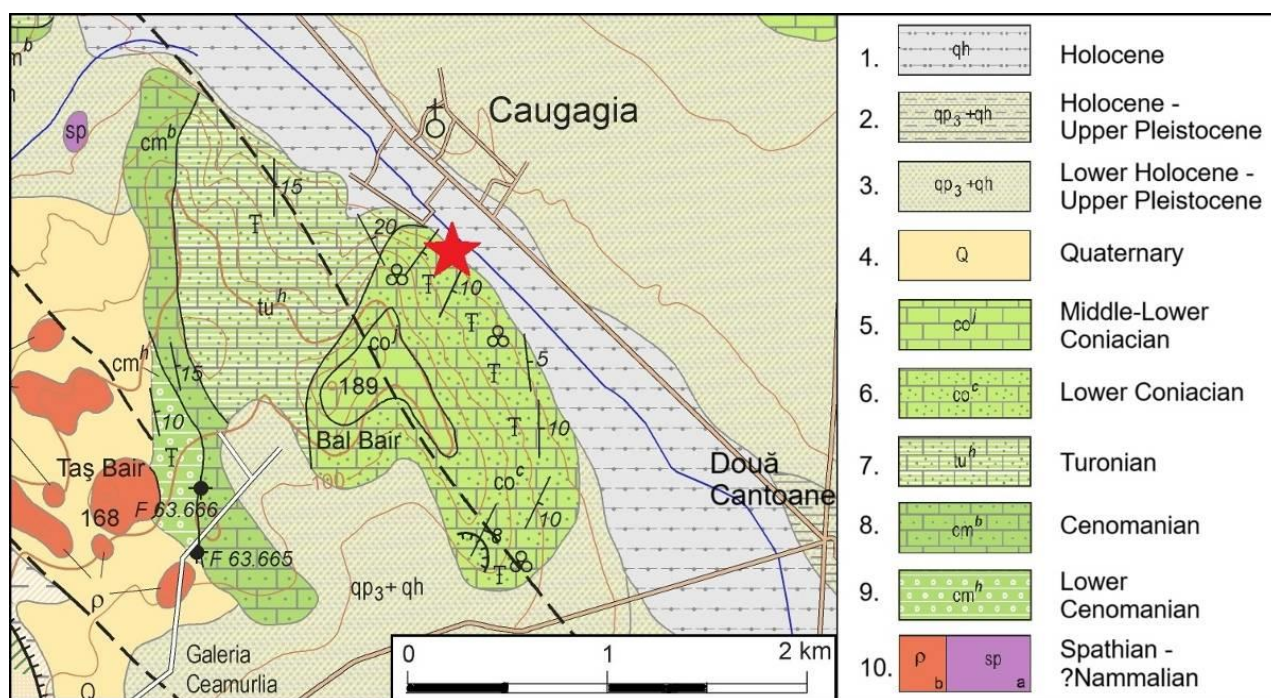 m^b
sp
cm^b
Caugagia
15
Ŧ
20
tu^h
Ŧ
10
Ŧ
co^j
5
cm^h
15
189
Ŧ
10
Ŧ
Bal Bair
Ŧ
10
Taş Bair
100
co^c
Două
Cantoane
F 63.666
168
8
10
F 63.665
Ŧ
ρ
qp₃+ qh
Galeria
Ceamurlia
Q
0 1 2 km
1. qh Holocene
2. qp₃ +qh Holocene -
Upper Pleistocene
3. qp₃ +qh Lower Holocene -
Upper Pleistocene
4. Q Quaternary
5. co^j Middle-Lower
Coniacian
6. co^c Lower Coniacian
7. tu^h Turonian
8. cm^b Cenomanian
9. cm^h Lower
Cenomanian
10. ρ b sp a Spathian -
?Nammalian